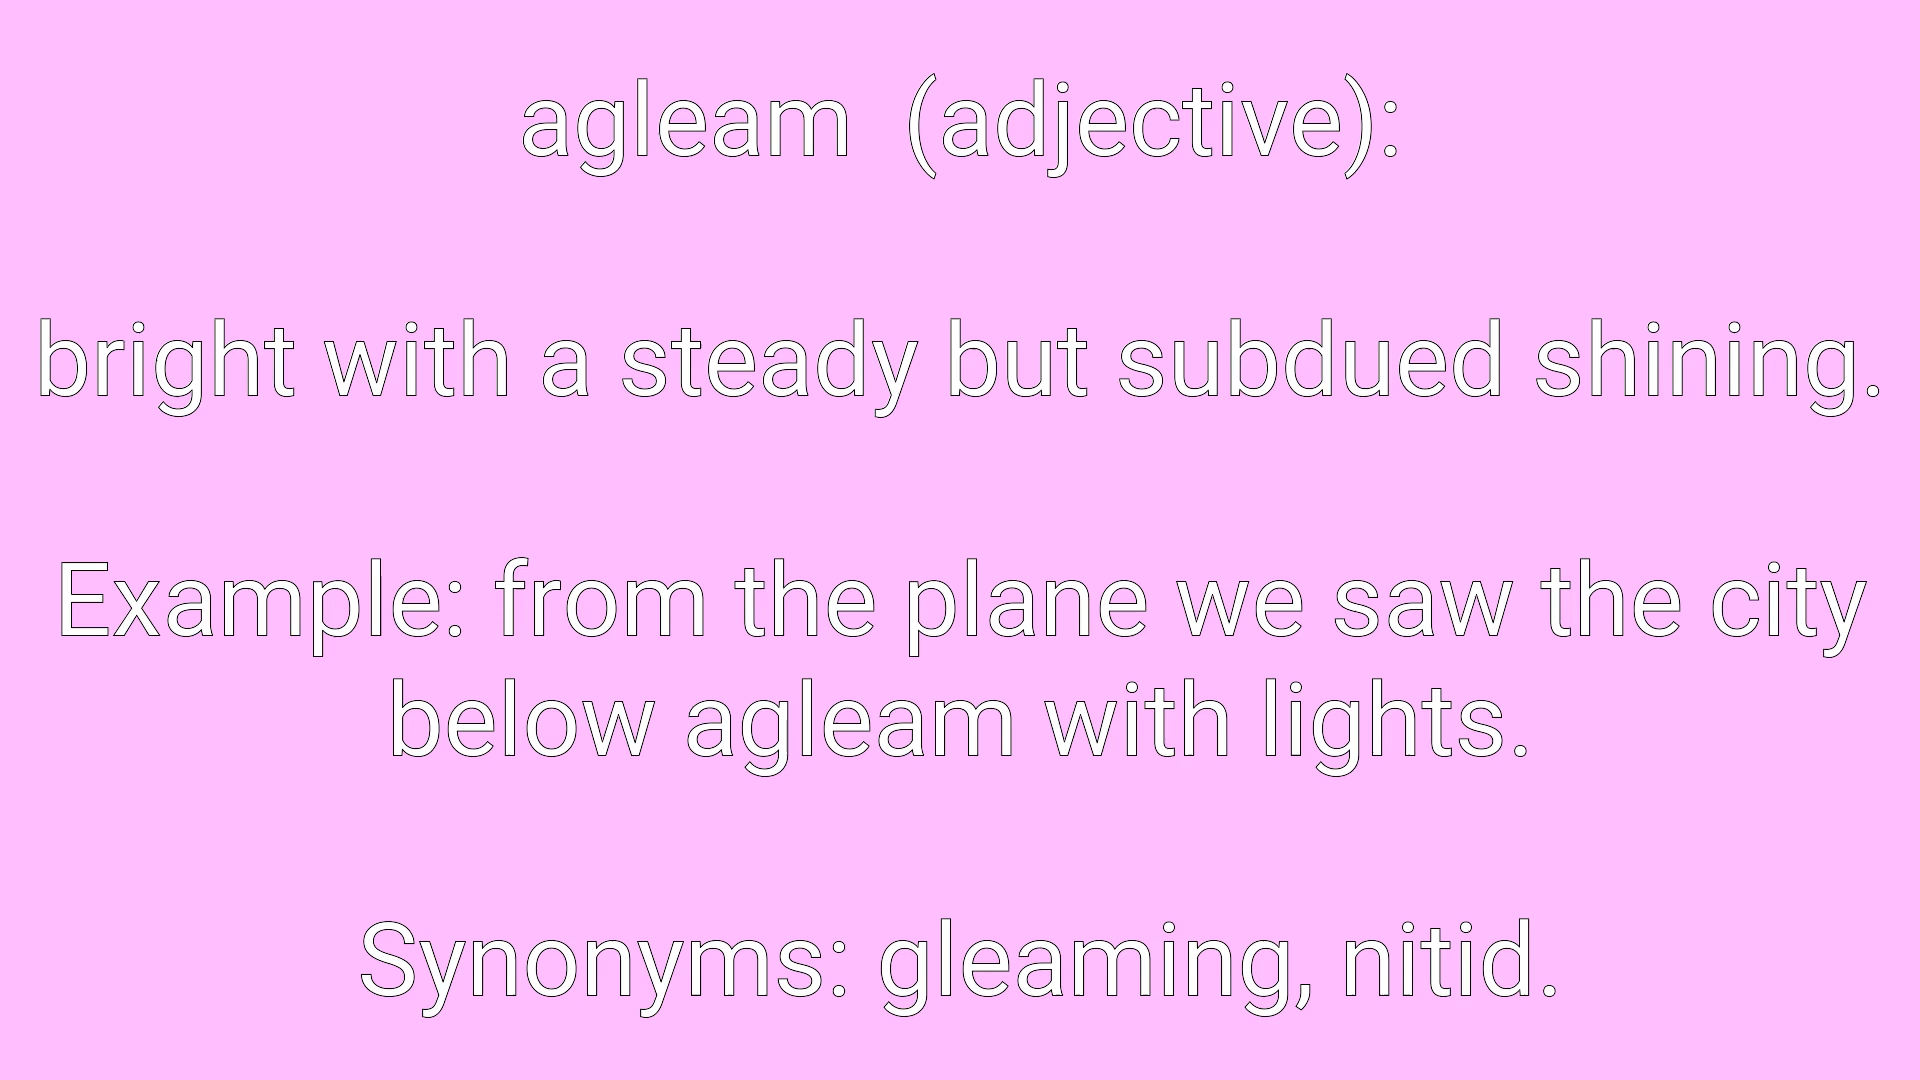 agleam  (adjective):
bright with a steady but subdued shining.
Example: from the plane we saw the city
below agleam with lights.
Synonyms: gleaming, nitid.